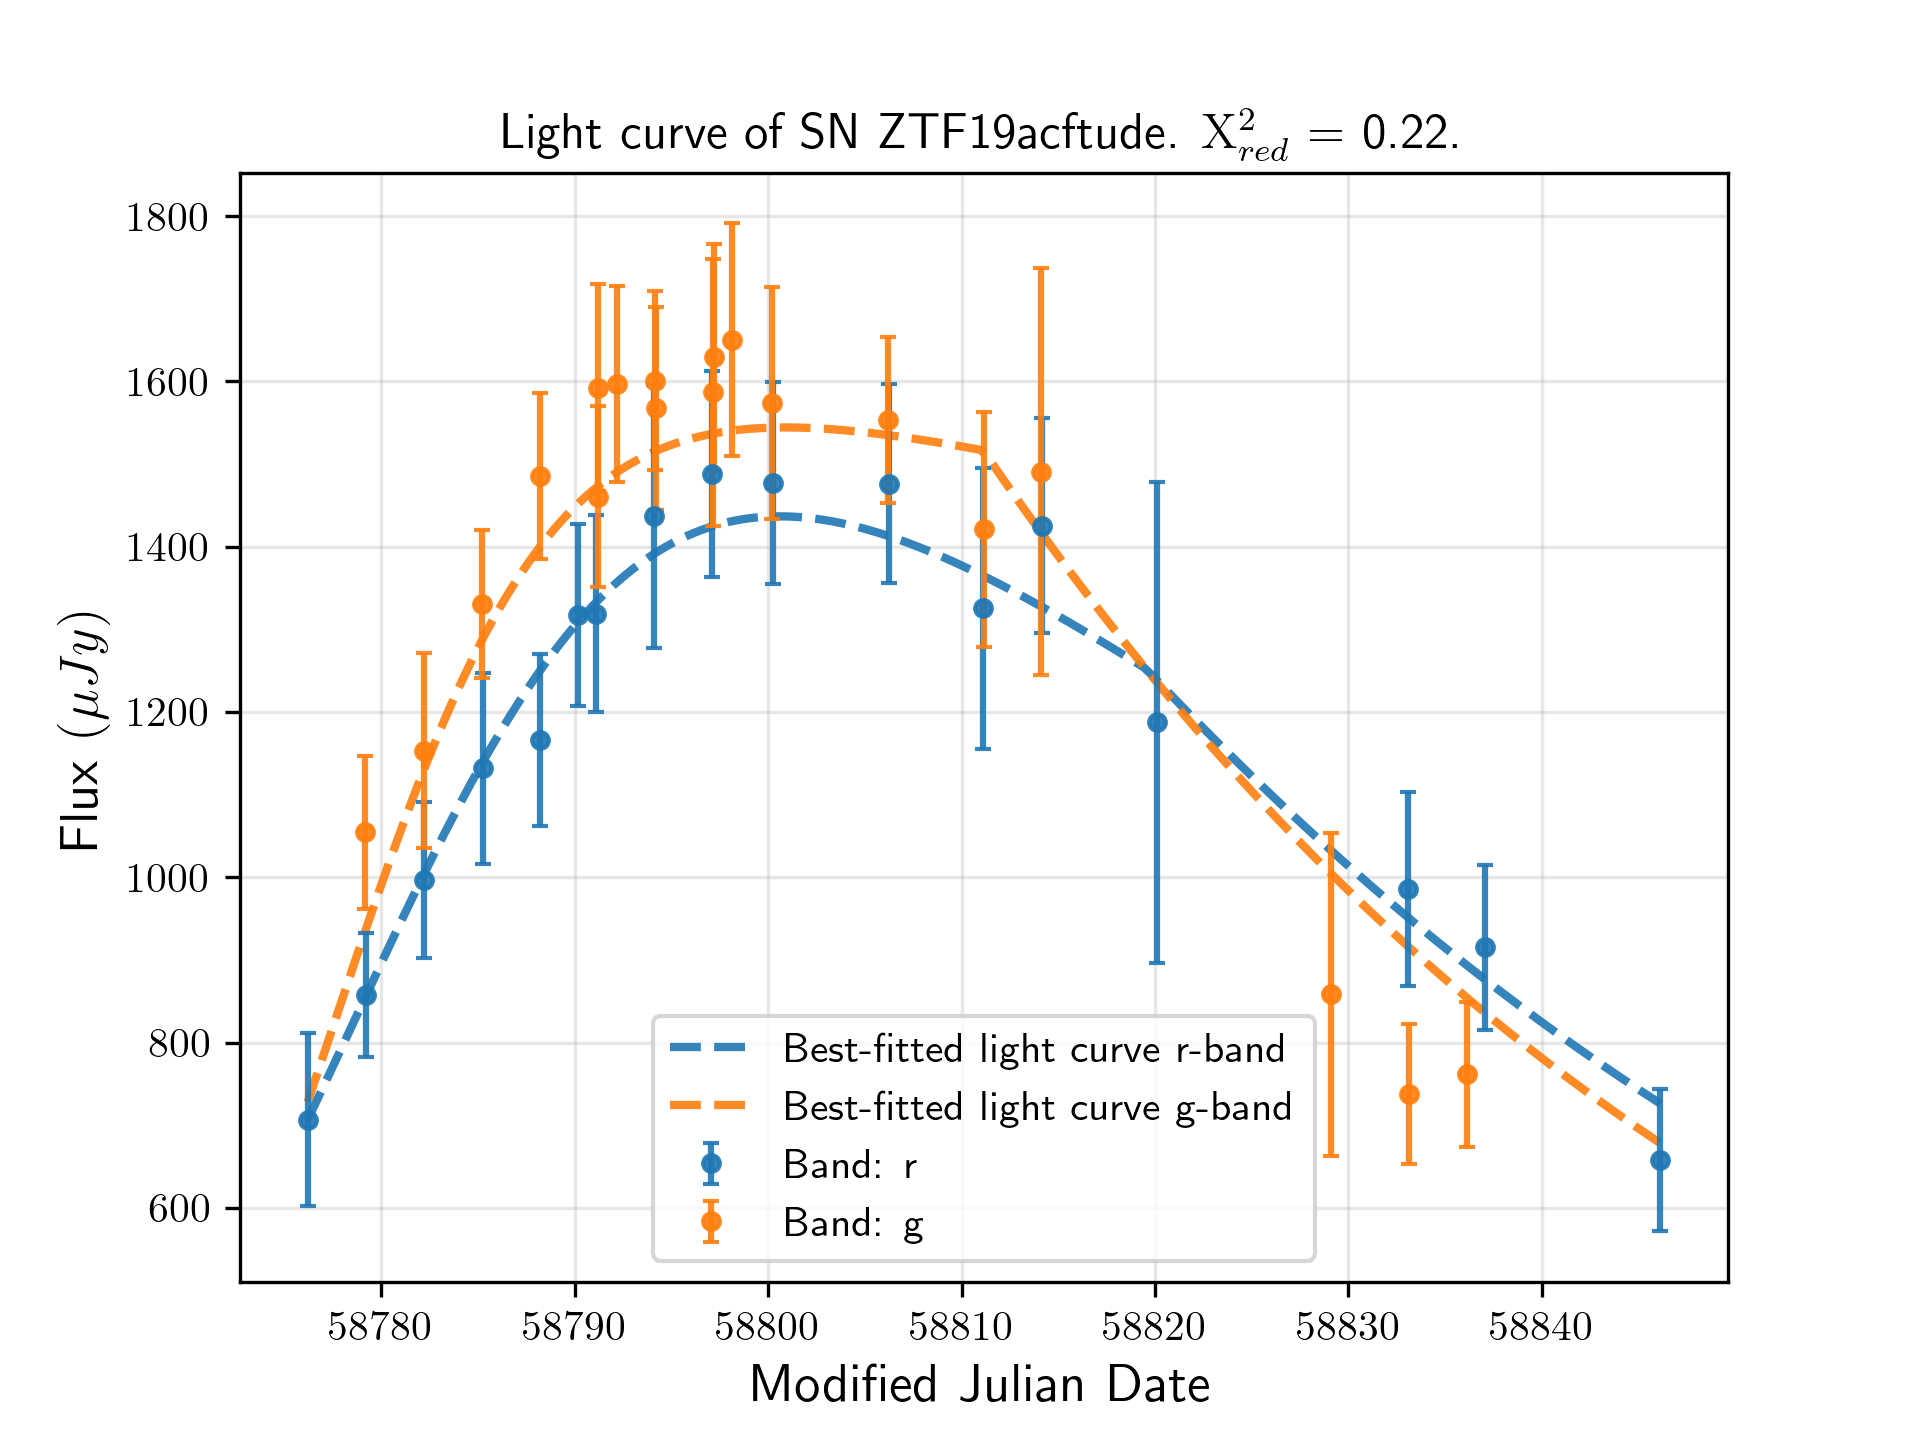 Light curve of SN ZTF19acftude. X²_red = 0.22.
1800
1600
1400
1200
1000
800
600
Flux (μJy)
Best-fitted light curve r-band
Best-fitted light curve g-band
Band: r
Band: g
58780 58790 58800 58810 58820 58830 58840
Modified Julian Date